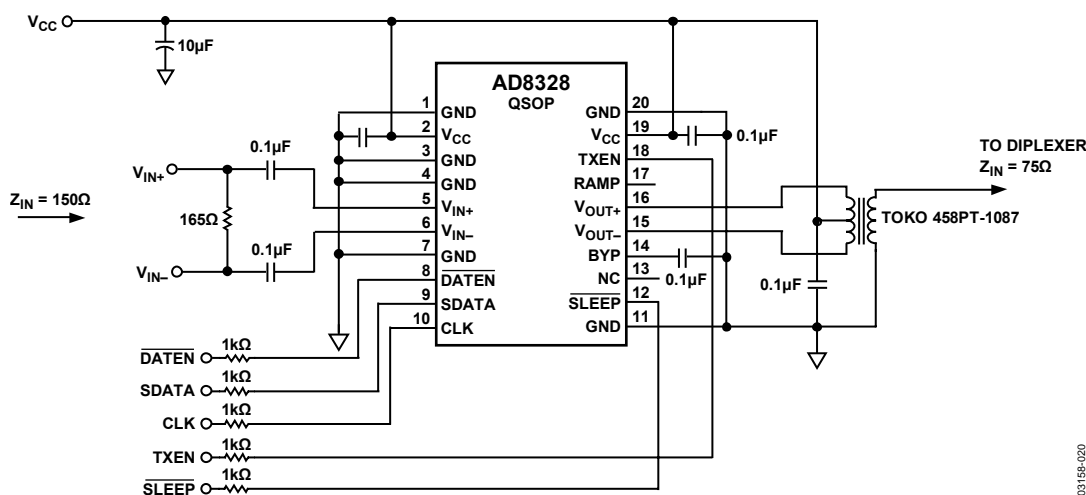 VCC
10µF
AD8328
QSOP
1 GND
2 VCC
3 GND
4 GND
5 VIN+
6 VIN–
7 GND
8 DATEN
9 SDATA
10 CLK
GND 20
VCC 19
TXEN 18
RAMP 17
VOUT+ 16
VOUT– 15
BYP 14
NC 13
SLEEP 12
GND 11
0.1µF
VIN+
0.1µF
ZIN = 150Ω
165Ω
0.1µF
VIN–
0.1µF
0.1µF
TO DIPLEXER
ZIN = 75Ω
TOKO 458PT-1087
DATEN 1kΩ
SDATA 1kΩ
CLK 1kΩ
TXEN 1kΩ
SLEEP 1kΩ
03158-020